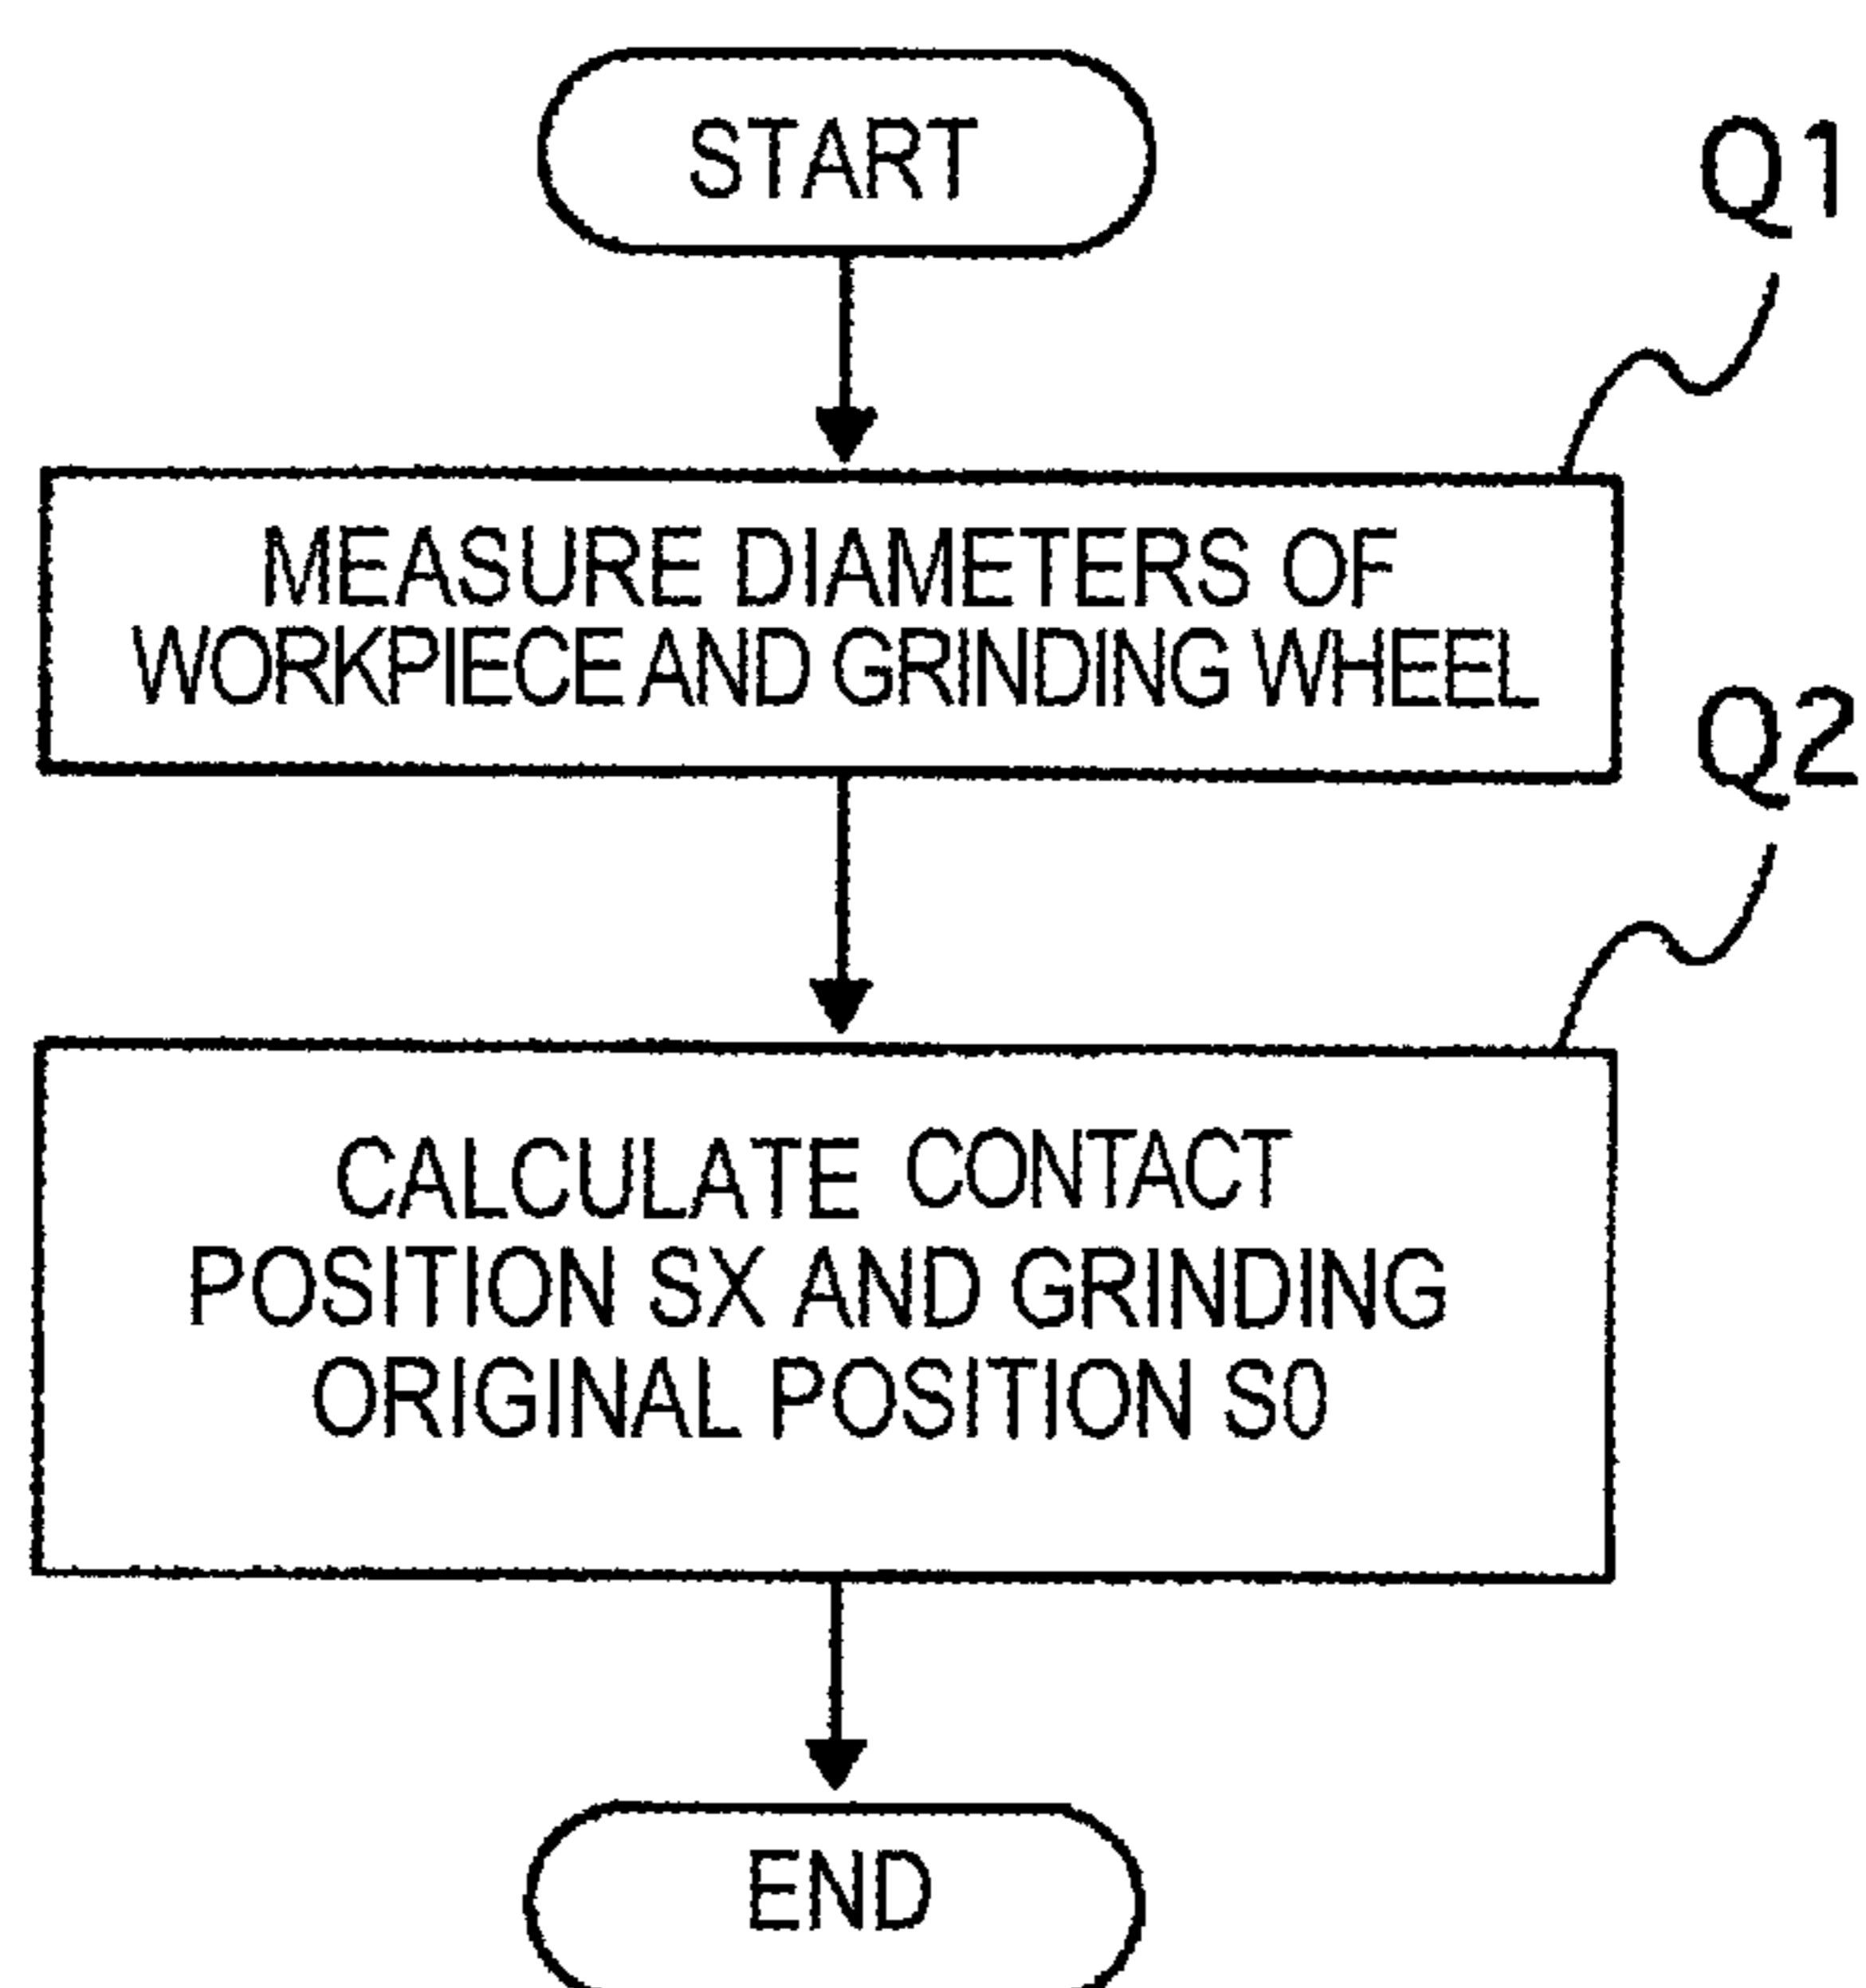 START
Q1
MEASURE DIAMETERS OF
WORKPIECE AND GRINDING WHEEL
Q2
CALCULATE CONTACT
POSITION SX AND GRINDING
ORIGINAL POSITION S0
END